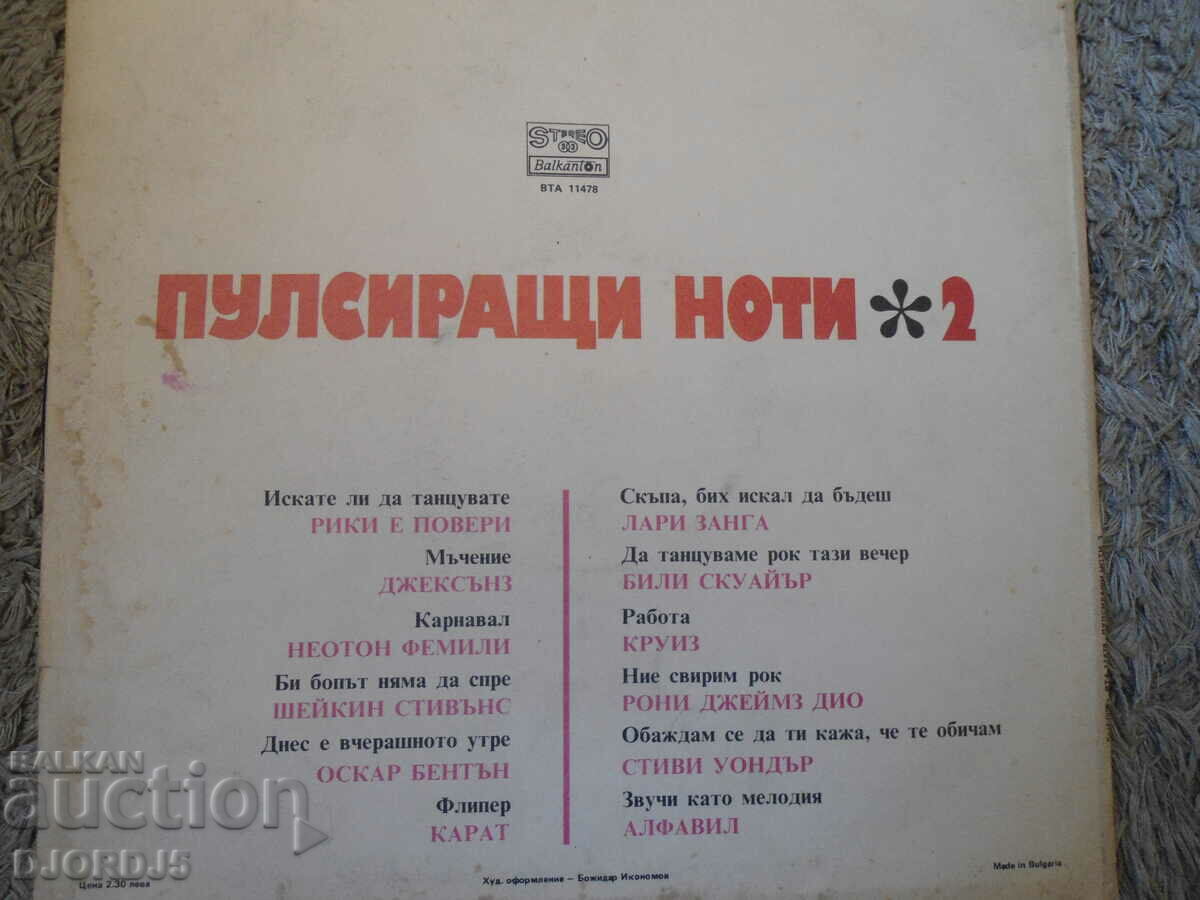 STEREO
33
Balkanton
ВТА 11478
ПУЛСИРАЩИ НОТИ * 2
Искате ли да танцувате
РИКИ Е ПОВЕРИ
Мъчение
ДЖЕКСЪНЗ
Карнавал
НЕОТОН ФЕМИЛИ
Би бопът няма да спре
ШЕЙКИН СТИВЪНС
Днес е вчерашното утре
ОСКАР БЕНТЪН
Флипер
КАРАТ
Скъпа, бих искал да бъдеш
ЛАРИ ЗАНГА
Да танцуваме рок тази вечер
БИЛИ СКУАЙЪР
Работа
КРУИЗ
Ние свирим рок
РОНИ ДЖЕЙМЗ ДИО
Обаждам се да ти кажа, че те обичам
СТИВИ УОНДЪР
Звучи като мелодия
АЛФАВИЛ
BALKAN
auction
DJORDJ5
Цена 2.30 лева
Худ. оформление – Божидар Икономов
Made in Bulgaria